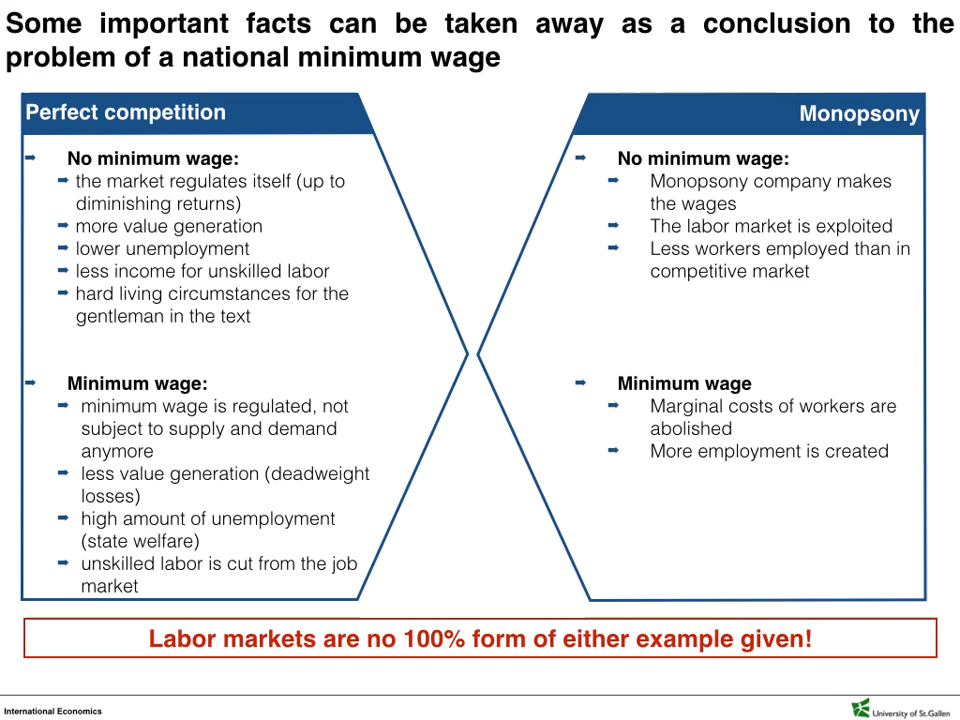 Some important facts can be taken away as a conclusion to the
problem of a national minimum wage
Perfect competition
➡ No minimum wage:
➡ the market regulates itself (up to
diminishing returns)
➡ more value generation
➡ lower unemployment
➡ less income for unskilled labor
➡ hard living circumstances for the
gentleman in the text
➡ Minimum wage:
➡ minimum wage is regulated, not
subject to supply and demand
anymore
➡ less value generation (deadweight
losses)
➡ high amount of unemployment
(state welfare)
➡ unskilled labor is cut from the job
market
Monopsony
➡ No minimum wage:
➡ Monopsony company makes
the wages
➡ The labor market is exploited
➡ Less workers employed than in
competitive market
➡ Minimum wage
➡ Marginal costs of workers are
abolished
➡ More employment is created
Labor markets are no 100% form of either example given!
International Economics
University of St.Gallen